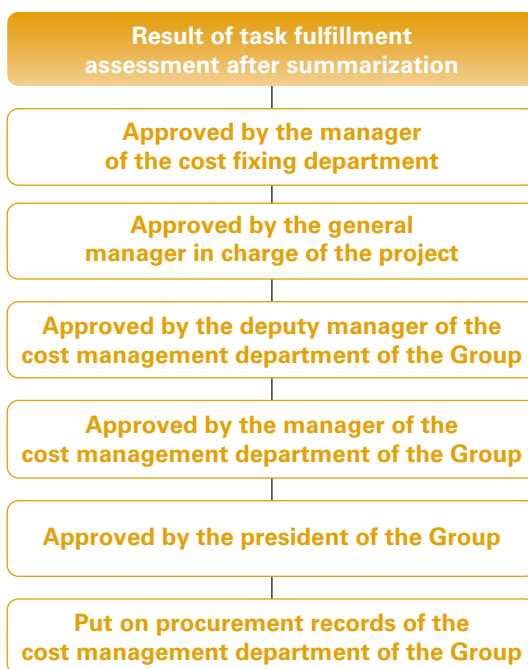 Result of task fulfillment
assessment after summarization
Approved by the manager
of the cost fixing department
Approved by the general
manager in charge of the project
Approved by the deputy manager of the
cost management department of the Group
Approved by the manager of the
cost management department of the Group
Approved by the president of the Group
Put on procurement records of the
cost management department of the Group